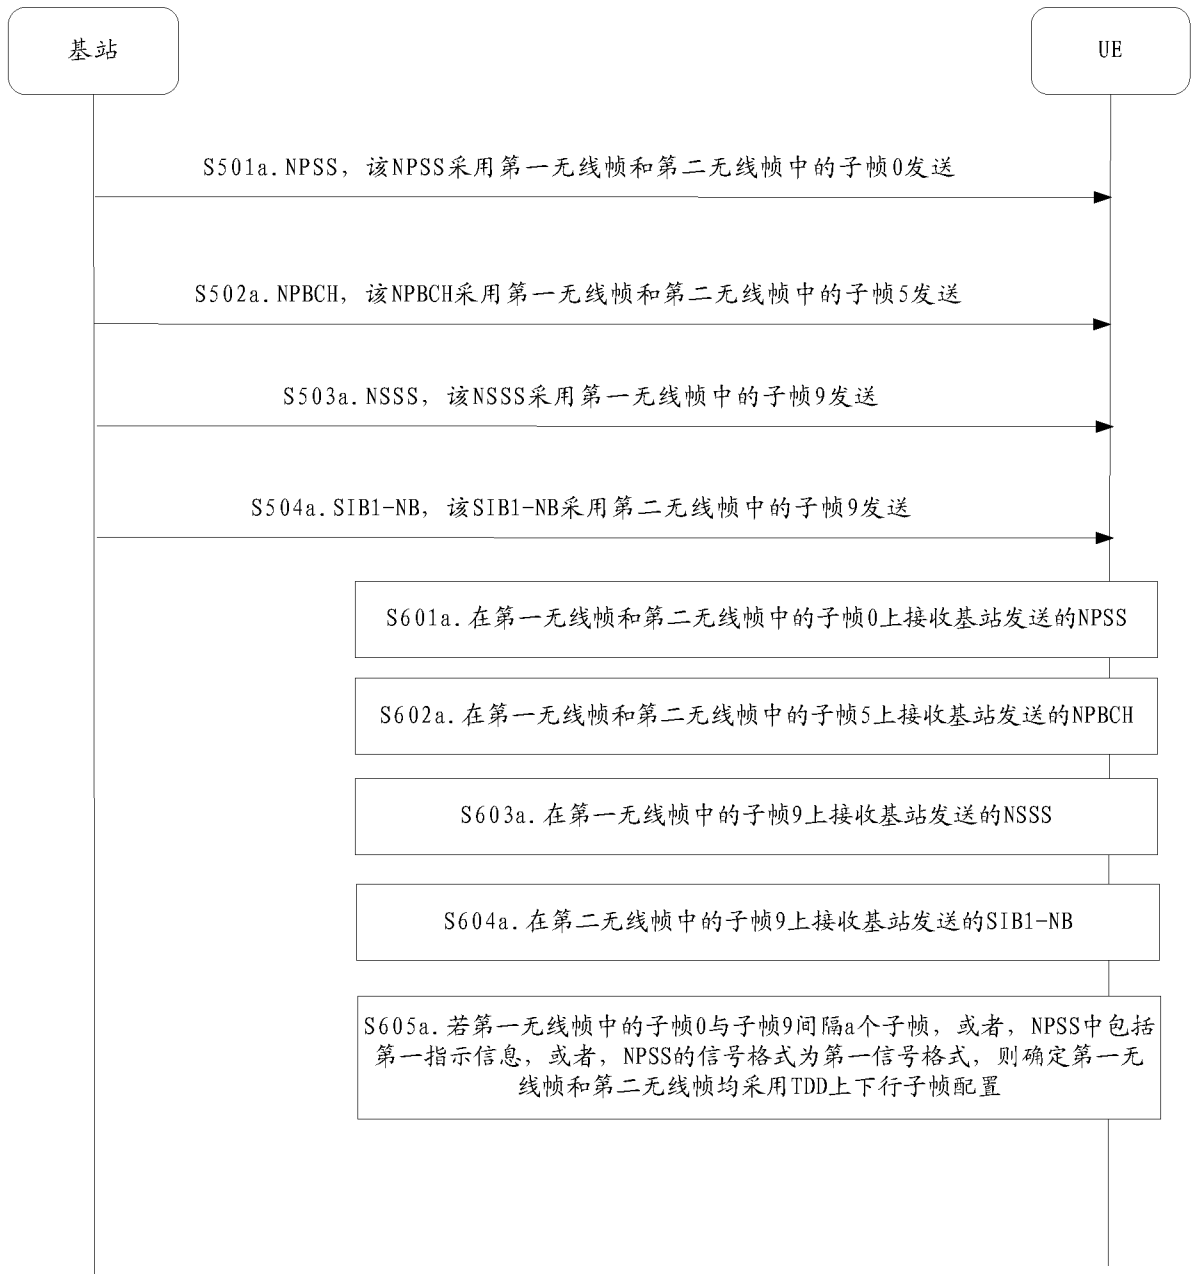 基站
UE
S501a.NPSS，该NPSS采用第一无线帧和第二无线帧中的子帧0发送
S502a.NPBCH，该NPBCH采用第一无线帧和第二无线帧中的子帧5发送
S503a.NSSS，该NSSS采用第一无线帧中的子帧9发送
S504a.SIB1-NB，该SIB1-NB采用第二无线帧中的子帧9发送
S601a.在第一无线帧和第二无线帧中的子帧0上接收基站发送的NPSS
S602a.在第一无线帧和第二无线帧中的子帧5上接收基站发送的NPBCH
S603a.在第一无线帧中的子帧9上接收基站发送的NSSS
S604a.在第二无线帧中的子帧9上接收基站发送的SIB1-NB
S605a.若第一无线帧中的子帧0与子帧9间隔a个子帧，或者，NPSS中包括
第一指示信息，或者，NPSS的信号格式为第一信号格式，则确定第一无
线帧和第二无线帧均采用TDD上下行子帧配置